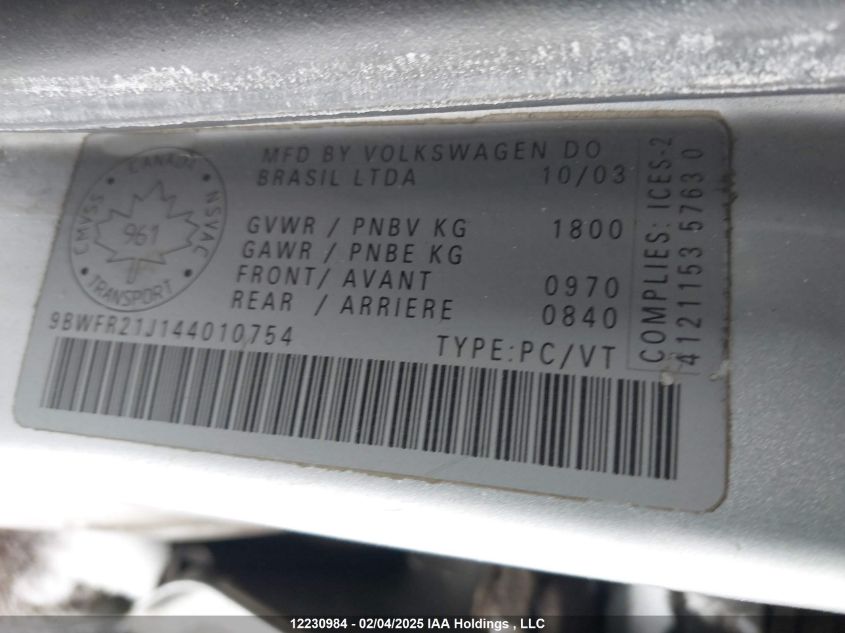 CANADA
CMVSS
NSVAC
961
TRANSPORT
MFD BY VOLKSWAGEN DO
BRASIL LTDA 10/03
GVWR / PNBV KG 1800
GAWR / PNBE KG
FRONT/ AVANT 0970
REAR / ARRIERE 0840
9BWFR21J144010754 TYPE:PC/VT
COMPLIES: ICES-2
4121153 57630
12230984 - 02/04/2025 IAA Holdings , LLC